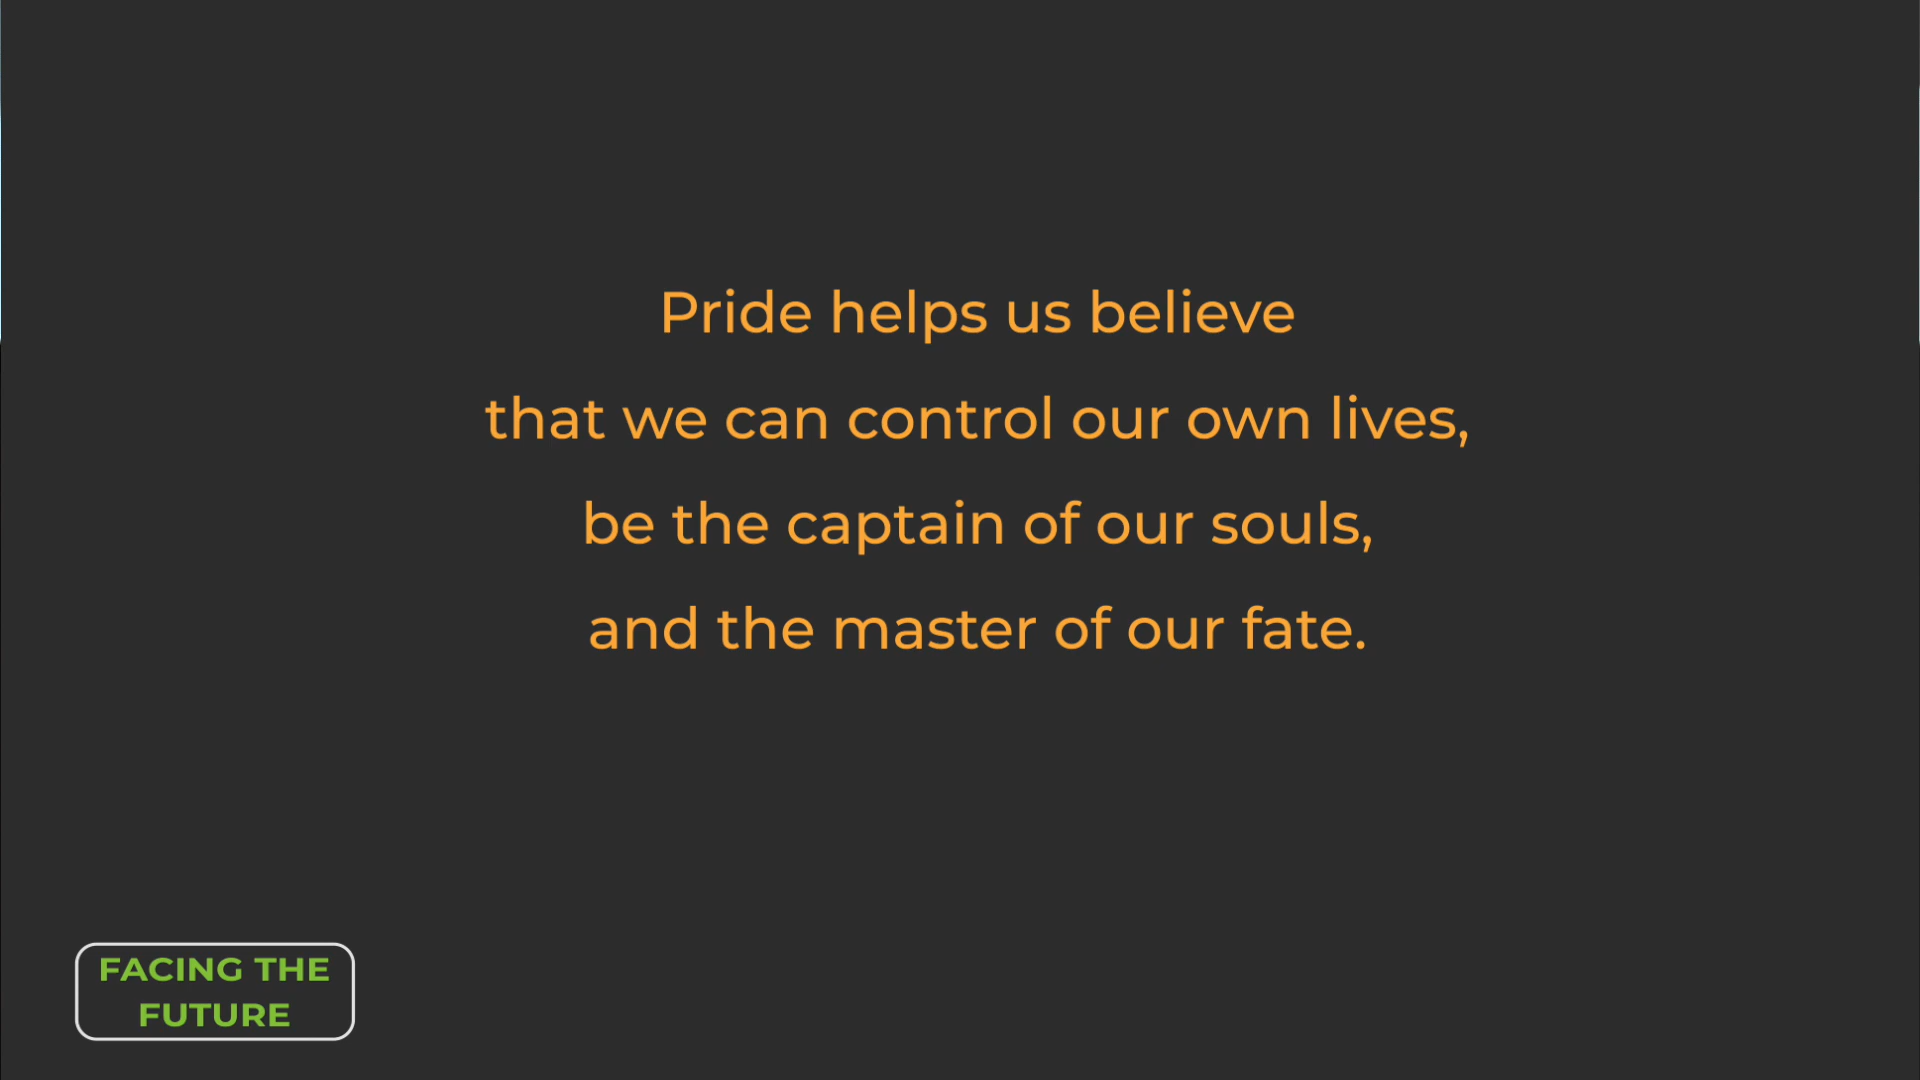 Pride helps us believe
that we can control our own lives,
be the captain of our souls,
and the master of our fate.
FACING THE
FUTURE